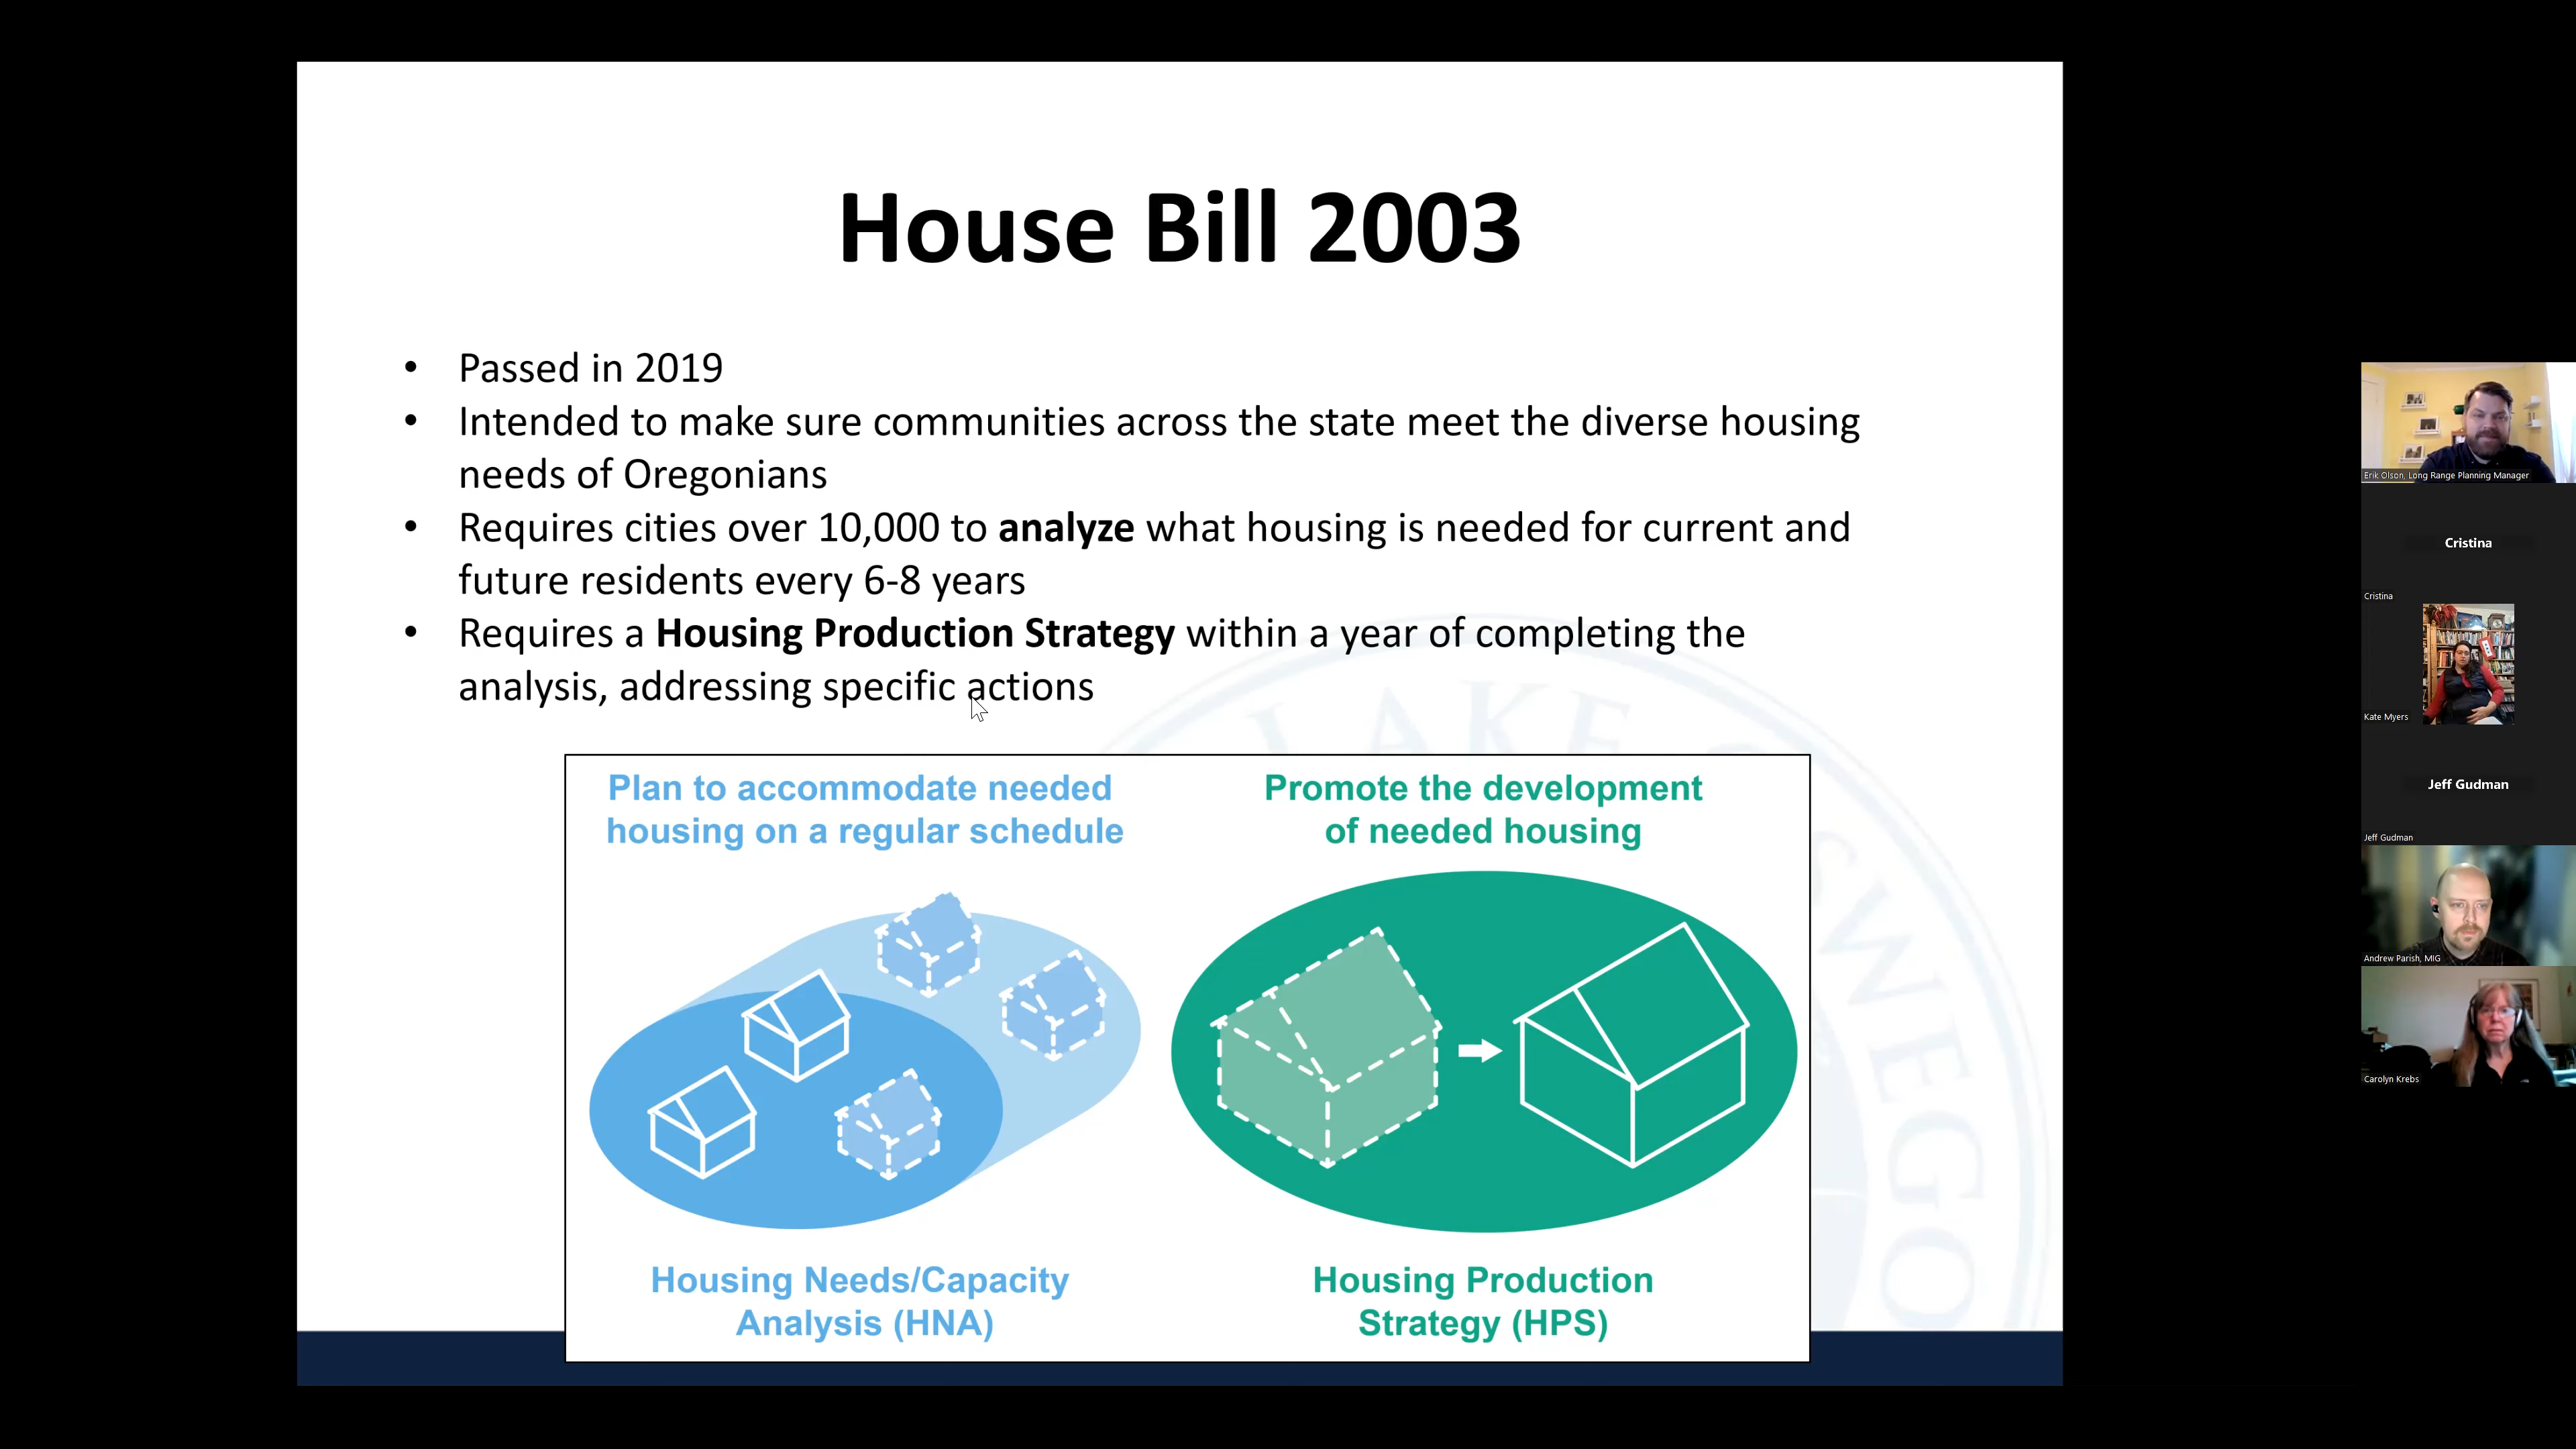 House Bill 2003
• Passed in 2019
• Intended to make sure communities across the state meet the diverse housing
needs of Oregonians
• Requires cities over 10,000 to analyze what housing is needed for current and
future residents every 6-8 years
• Requires a Housing Production Strategy within a year of completing the
analysis, addressing specific actions
Plan to accommodate needed
housing on a regular schedule
Promote the development
of needed housing
Housing Needs/Capacity
Analysis (HNA)
Housing Production
Strategy (HPS)
LAKE OSWEGO
Erik Olson, Long Range Planning Manager
Cristina
Cristina
Kate Myers
Jeff Gudman
Jeff Gudman
Andrew Parish, MIG
Carolyn Krebs